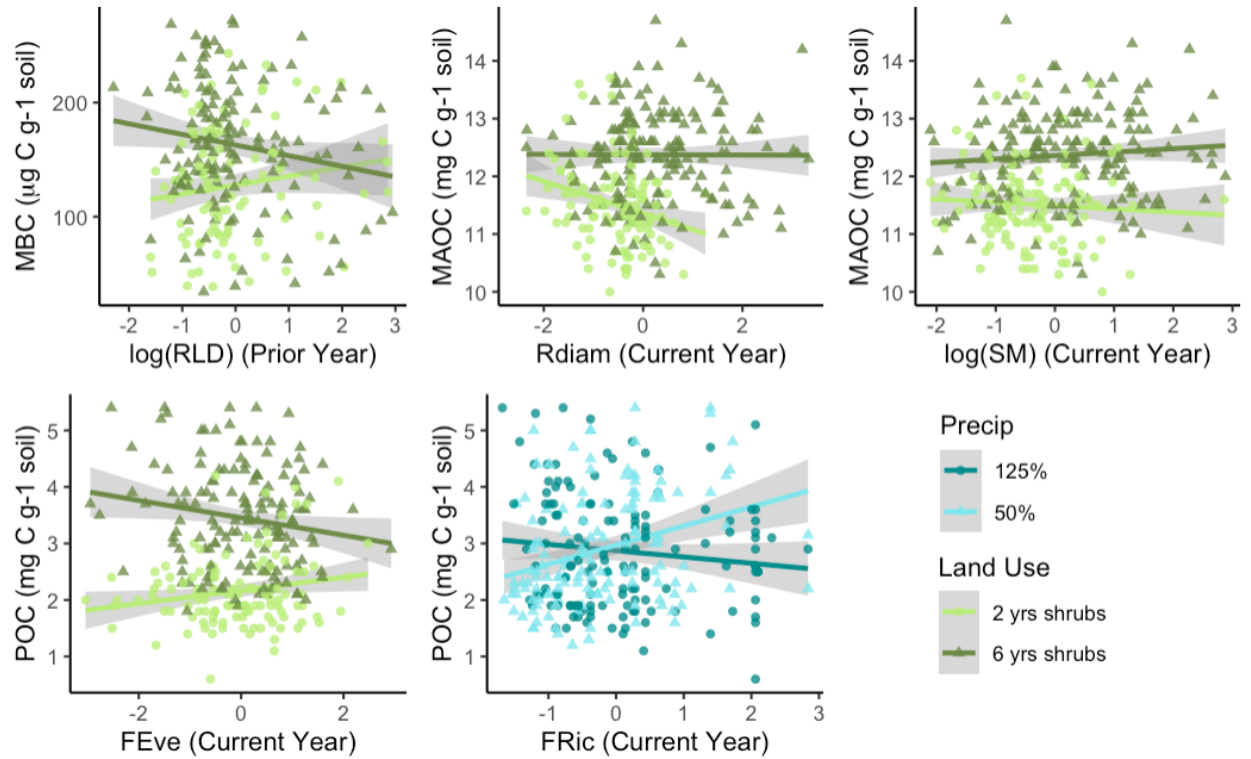 MBC (μg C g-1 soil)
200
100
-2 -1 0 1 2 3
log(RLD) (Prior Year)
MAOC (mg C g-1 soil)
14
13
12
11
10
-2 0 2
Rdiam (Current Year)
MAOC (mg C g-1 soil)
14
13
12
11
10
-2 -1 0 1 2 3
log(SM) (Current Year)
POC (mg C g-1 soil)
5
4
3
2
1
-2 0 2
FEve (Current Year)
POC (mg C g-1 soil)
5
4
3
2
1
-1 0 1 2 3
FRic (Current Year)
Precip
125%
50%
Land Use
2 yrs shrubs
6 yrs shrubs